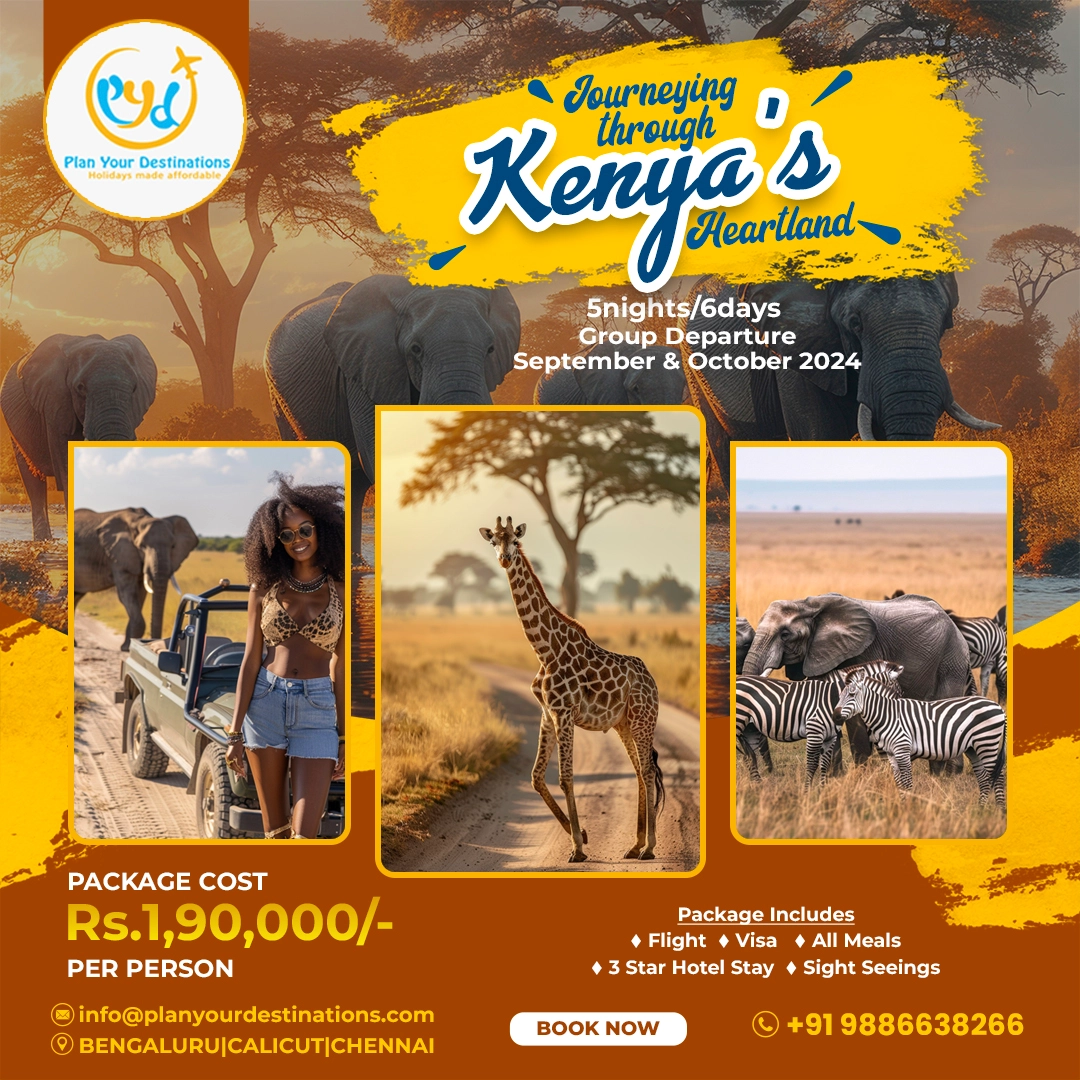 pyd
Plan Your Destinations
Holidays made affordable
Journeying
through
Kenya's
Heartland
5nights/6days
Group Departure
September & October 2024
PACKAGE COST
Rs.1,90,000/-
PER PERSON
Package Includes
♦ Flight ♦ Visa ♦ All Meals
♦ 3 Star Hotel Stay ♦ Sight Seeings
info@planyourdestinations.com
BENGALURU|CALICUT|CHENNAI
BOOK NOW
+91 9886638266